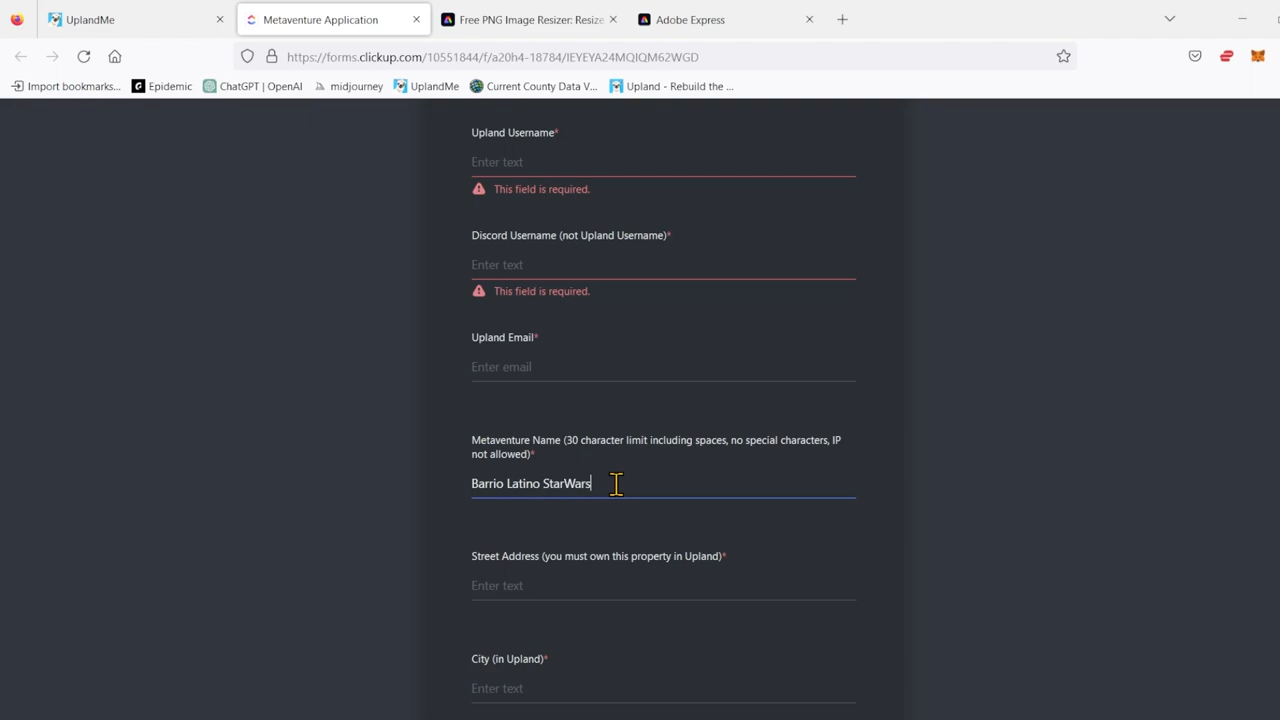 UplandMe
Metaventure Application
Free PNG Image Resizer: Resize
Adobe Express
https://forms.clickup.com/10551844/f/a20h4-18784/IEYEYA24MQIQM62WGD
Import bookmarks...
Epidemic
ChatGPT | OpenAI
midjourney
UplandMe
Current County Data V...
Upland - Rebuild the ...
Upland Username*
Enter text
This field is required.
Discord Username (not Upland Username)*
Enter text
This field is required.
Upland Email*
Enter email
Metaventure Name (30 character limit including spaces, no special characters, IP
not allowed)*
Barrio Latino StarWars
Street Address (you must own this property in Upland)*
Enter text
City (in Upland)*
Enter text